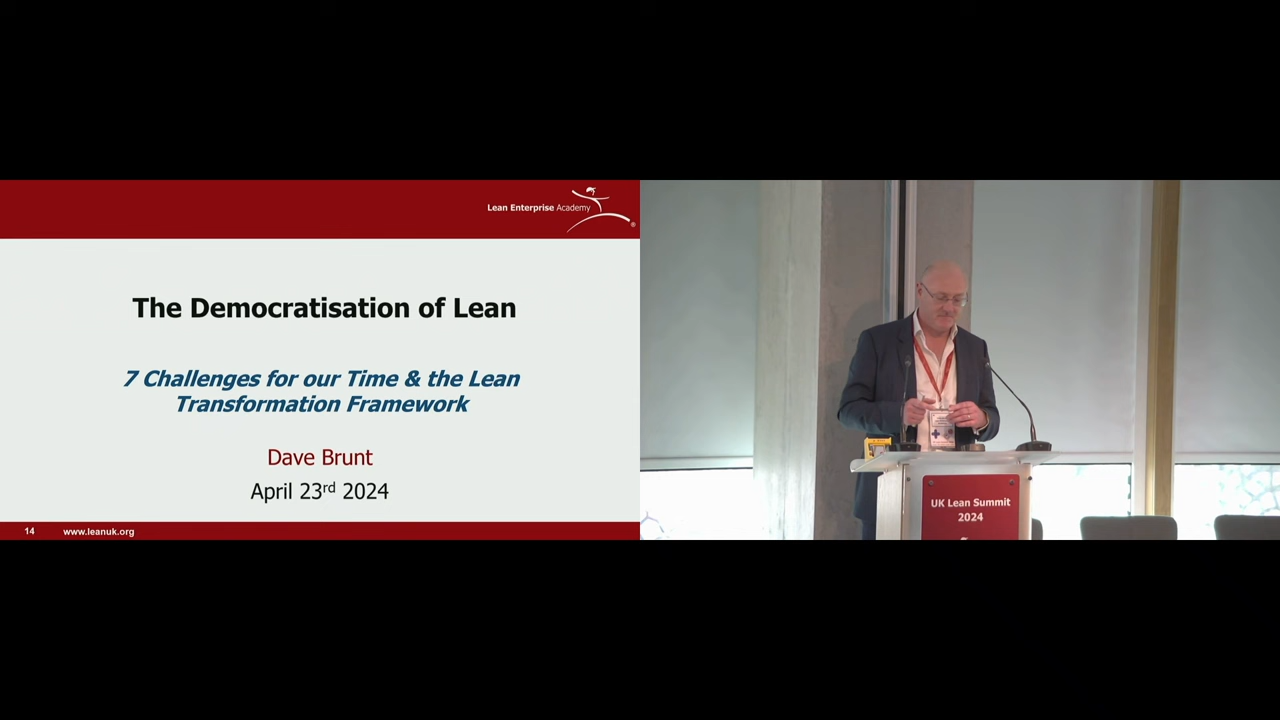 Lean Enterprise Academy
®
The Democratisation of Lean
7 Challenges for our Time & the Lean
Transformation Framework
Dave Brunt
April 23rd 2024
14 www.leanuk.org
UK Lean Summit
2024